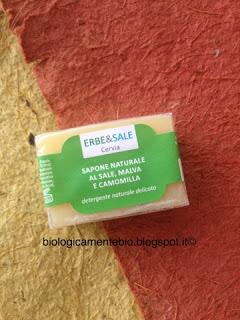 ERBE&SALE
Cervia
SAPONE NATURALE
AL SALE, MALVA
E CAMOMILLA
detergente naturale delicato
biologicamentebio.blogspot.it©